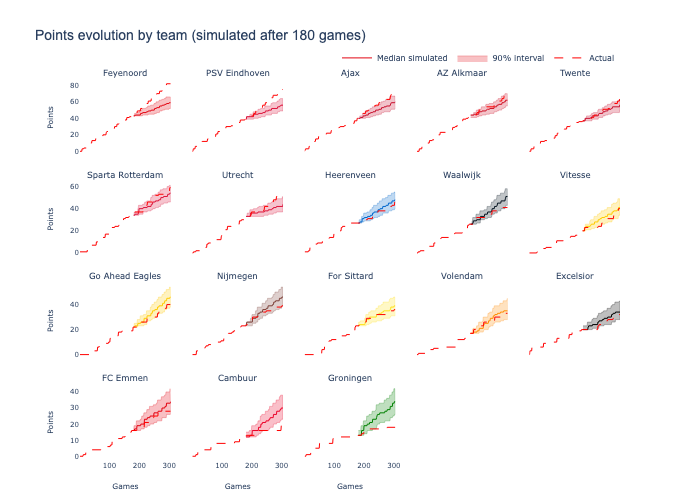 Points evolution by team (simulated after 180 games)
Median simulated 90% interval Actual
Feyenoord PSV Eindhoven Ajax AZ Alkmaar Twente
80
60
40
20
0
Points
Sparta Rotterdam Utrecht Heerenveen Waalwijk Vitesse
60
40
20
0
Points
Go Ahead Eagles Nijmegen For Sittard Volendam Excelsior
40
20
0
Points
FC Emmen Cambuur Groningen
40
30
20
10
0
Points
100 200 300 100 200 300 100 200 300
Games Games Games